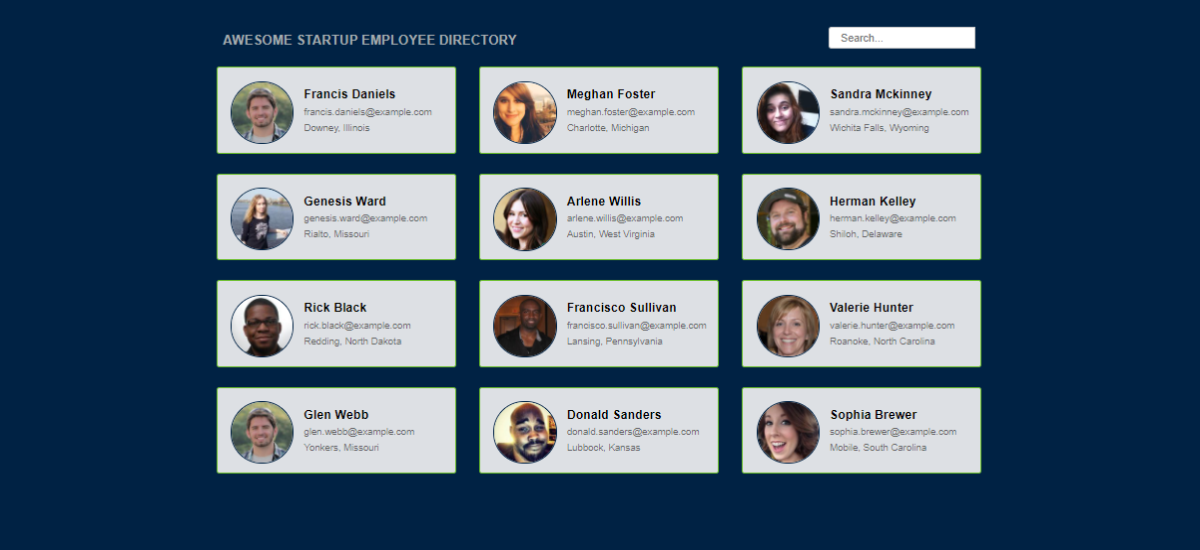 AWESOME STARTUP EMPLOYEE DIRECTORY
Search...
Francis Daniels
francis.daniels@example.com
Downey, Illinois
Meghan Foster
meghan.foster@example.com
Charlotte, Michigan
Sandra Mckinney
sandra.mckinney@example.com
Wichita Falls, Wyoming
Genesis Ward
genesis.ward@example.com
Rialto, Missouri
Arlene Willis
arlene.willis@example.com
Austin, West Virginia
Herman Kelley
herman.kelley@example.com
Shiloh, Delaware
Rick Black
rick.black@example.com
Redding, North Dakota
Francisco Sullivan
francisco.sullivan@example.com
Lansing, Pennsylvania
Valerie Hunter
valerie.hunter@example.com
Roanoke, North Carolina
Glen Webb
glen.webb@example.com
Yonkers, Missouri
Donald Sanders
donald.sanders@example.com
Lubbock, Kansas
Sophia Brewer
sophia.brewer@example.com
Mobile, South Carolina